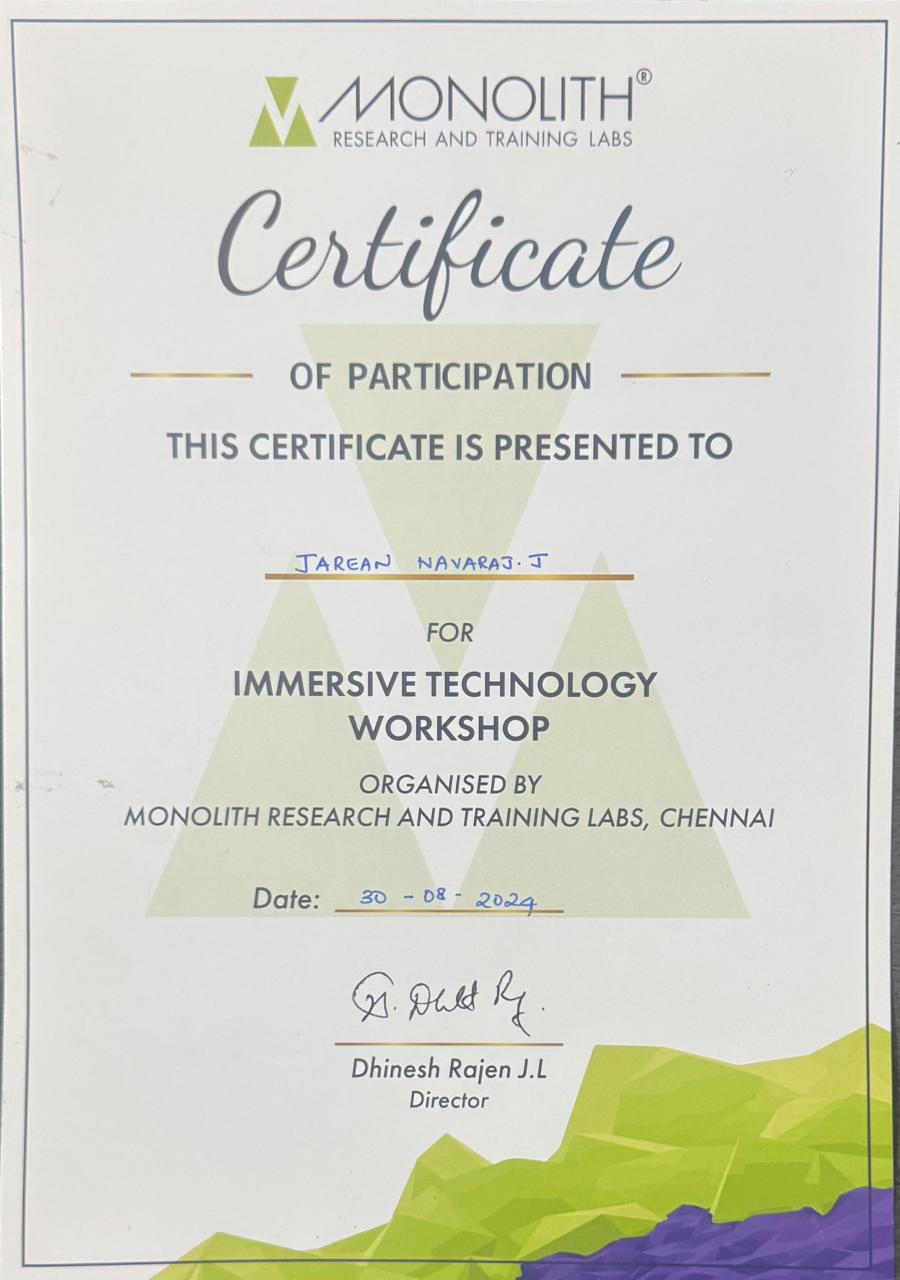 MONOLITH®
RESEARCH AND TRAINING LABS
Certificate
OF PARTICIPATION
THIS CERTIFICATE IS PRESENTED TO
JAREAN NAVARAJ. J
FOR
IMMERSIVE TECHNOLOGY
WORKSHOP
ORGANISED BY
MONOLITH RESEARCH AND TRAINING LABS, CHENNAI
Date: 30 - 08 - 2024
Dhinesh Rajen J.L
Director